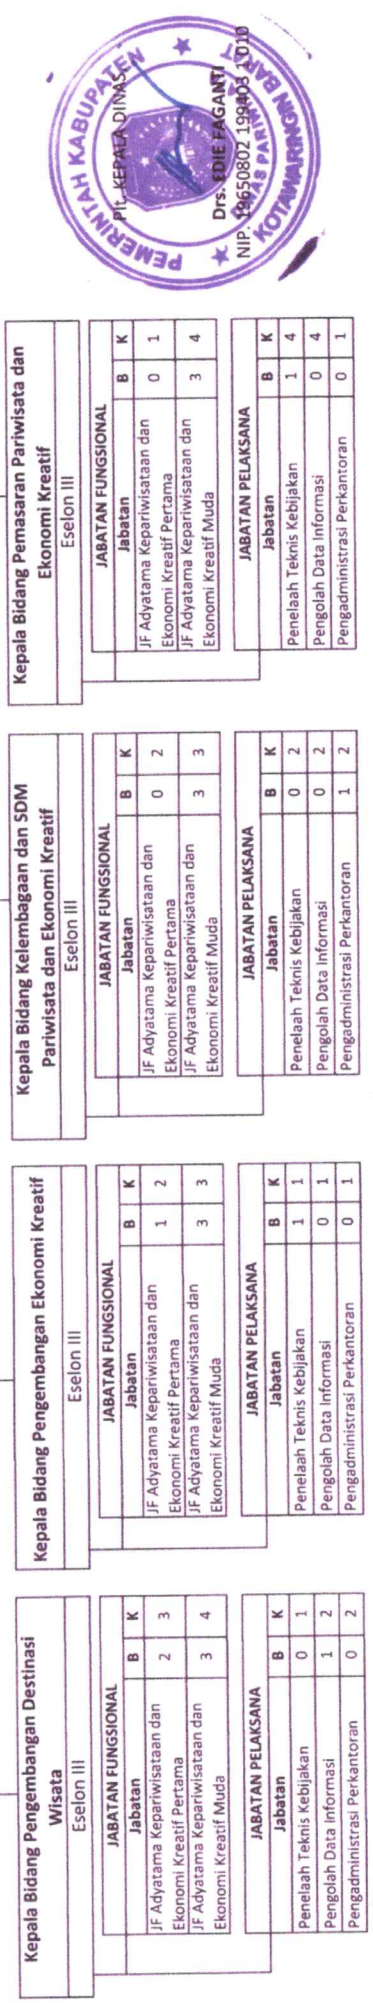 Kepala Bidang Pengembangan Destinasi
Wisata
Eselon III
JABATAN FUNGSIONAL
Jabatan B K
JF Adyatama Kepariwisataan dan 2 3
Ekonomi Kreatif Pertama
JF Adyatama Kepariwisataan dan 3 4
Ekonomi Kreatif Muda
JABATAN PELAKSANA
Jabatan B K
Penelaah Teknis Kebijakan 0 1
Pengolah Data Informasi 1 2
Pengadministrasi Perkantoran 0 2
Kepala Bidang Pengembangan Ekonomi Kreatif
Eselon III
JABATAN FUNGSIONAL
Jabatan B K
JF Adyatama Kepariwisataan dan 1 2
Ekonomi Kreatif Pertama
JF Adyatama Kepariwisataan dan 3 3
Ekonomi Kreatif Muda
JABATAN PELAKSANA
Jabatan B K
Penelaah Teknis Kebijakan 1 1
Pengolah Data Informasi 0 1
Pengadministrasi Perkantoran 0 1
Kepala Bidang Kelembagaan dan SDM
Pariwisata dan Ekonomi Kreatif
Eselon III
JABATAN FUNGSIONAL
Jabatan B K
JF Adyatama Kepariwisataan dan 0 2
Ekonomi Kreatif Pertama
JF Adyatama Kepariwisataan dan 3 3
Ekonomi Kreatif Muda
JABATAN PELAKSANA
Jabatan B K
Penelaah Teknis Kebijakan 0 2
Pengolah Data Informasi 0 2
Pengadministrasi Perkantoran 1 2
Kepala Bidang Pemasaran Pariwisata dan
Ekonomi Kreatif
Eselon III
JABATAN FUNGSIONAL
Jabatan B K
JF Adyatama Kepariwisataan dan 0 1
Ekonomi Kreatif Pertama
JF Adyatama Kepariwisataan dan 3 4
Ekonomi Kreatif Muda
JABATAN PELAKSANA
Jabatan B K
Penelaah Teknis Kebijakan 1 4
Pengolah Data Informasi 0 4
Pengadministrasi Perkantoran 0 1
Plt. KEPALA DINAS,
Drs. EDIE FAGANTI
NIP. 19650802 199403 1 010
PEMERINTAH KABUPATEN
DINAS PARIWISATA
KOTAWARINGIN BARAT